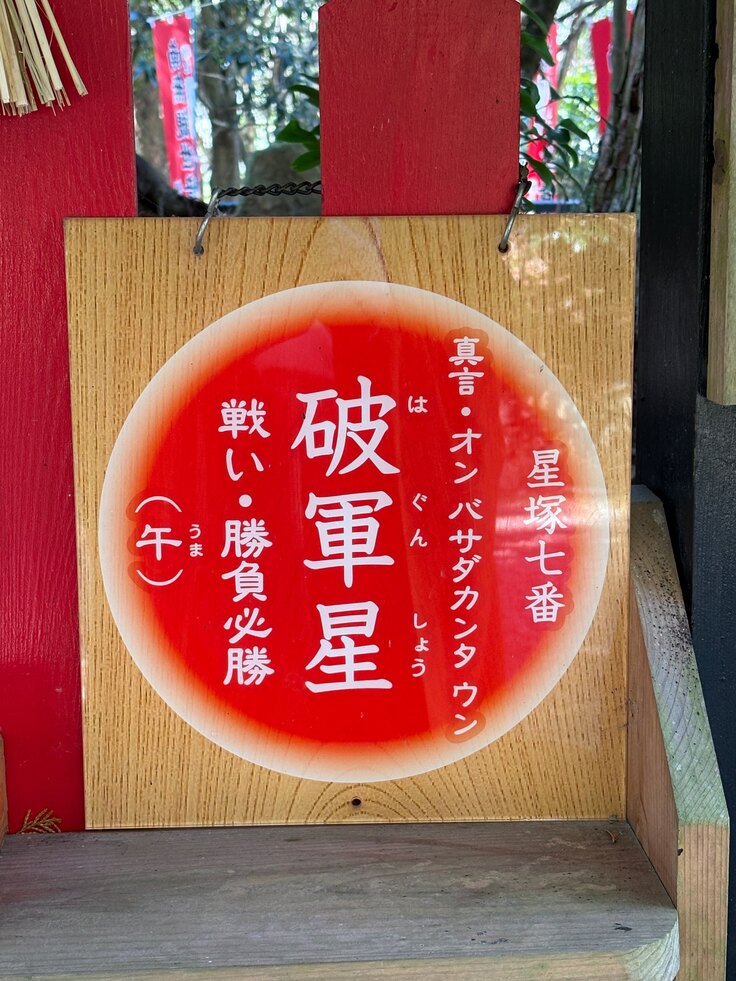 星塚七番
真言・オン バサダカンタ ウン
はぐんしょう
破軍星
戦い・勝負必勝
うま
（午）